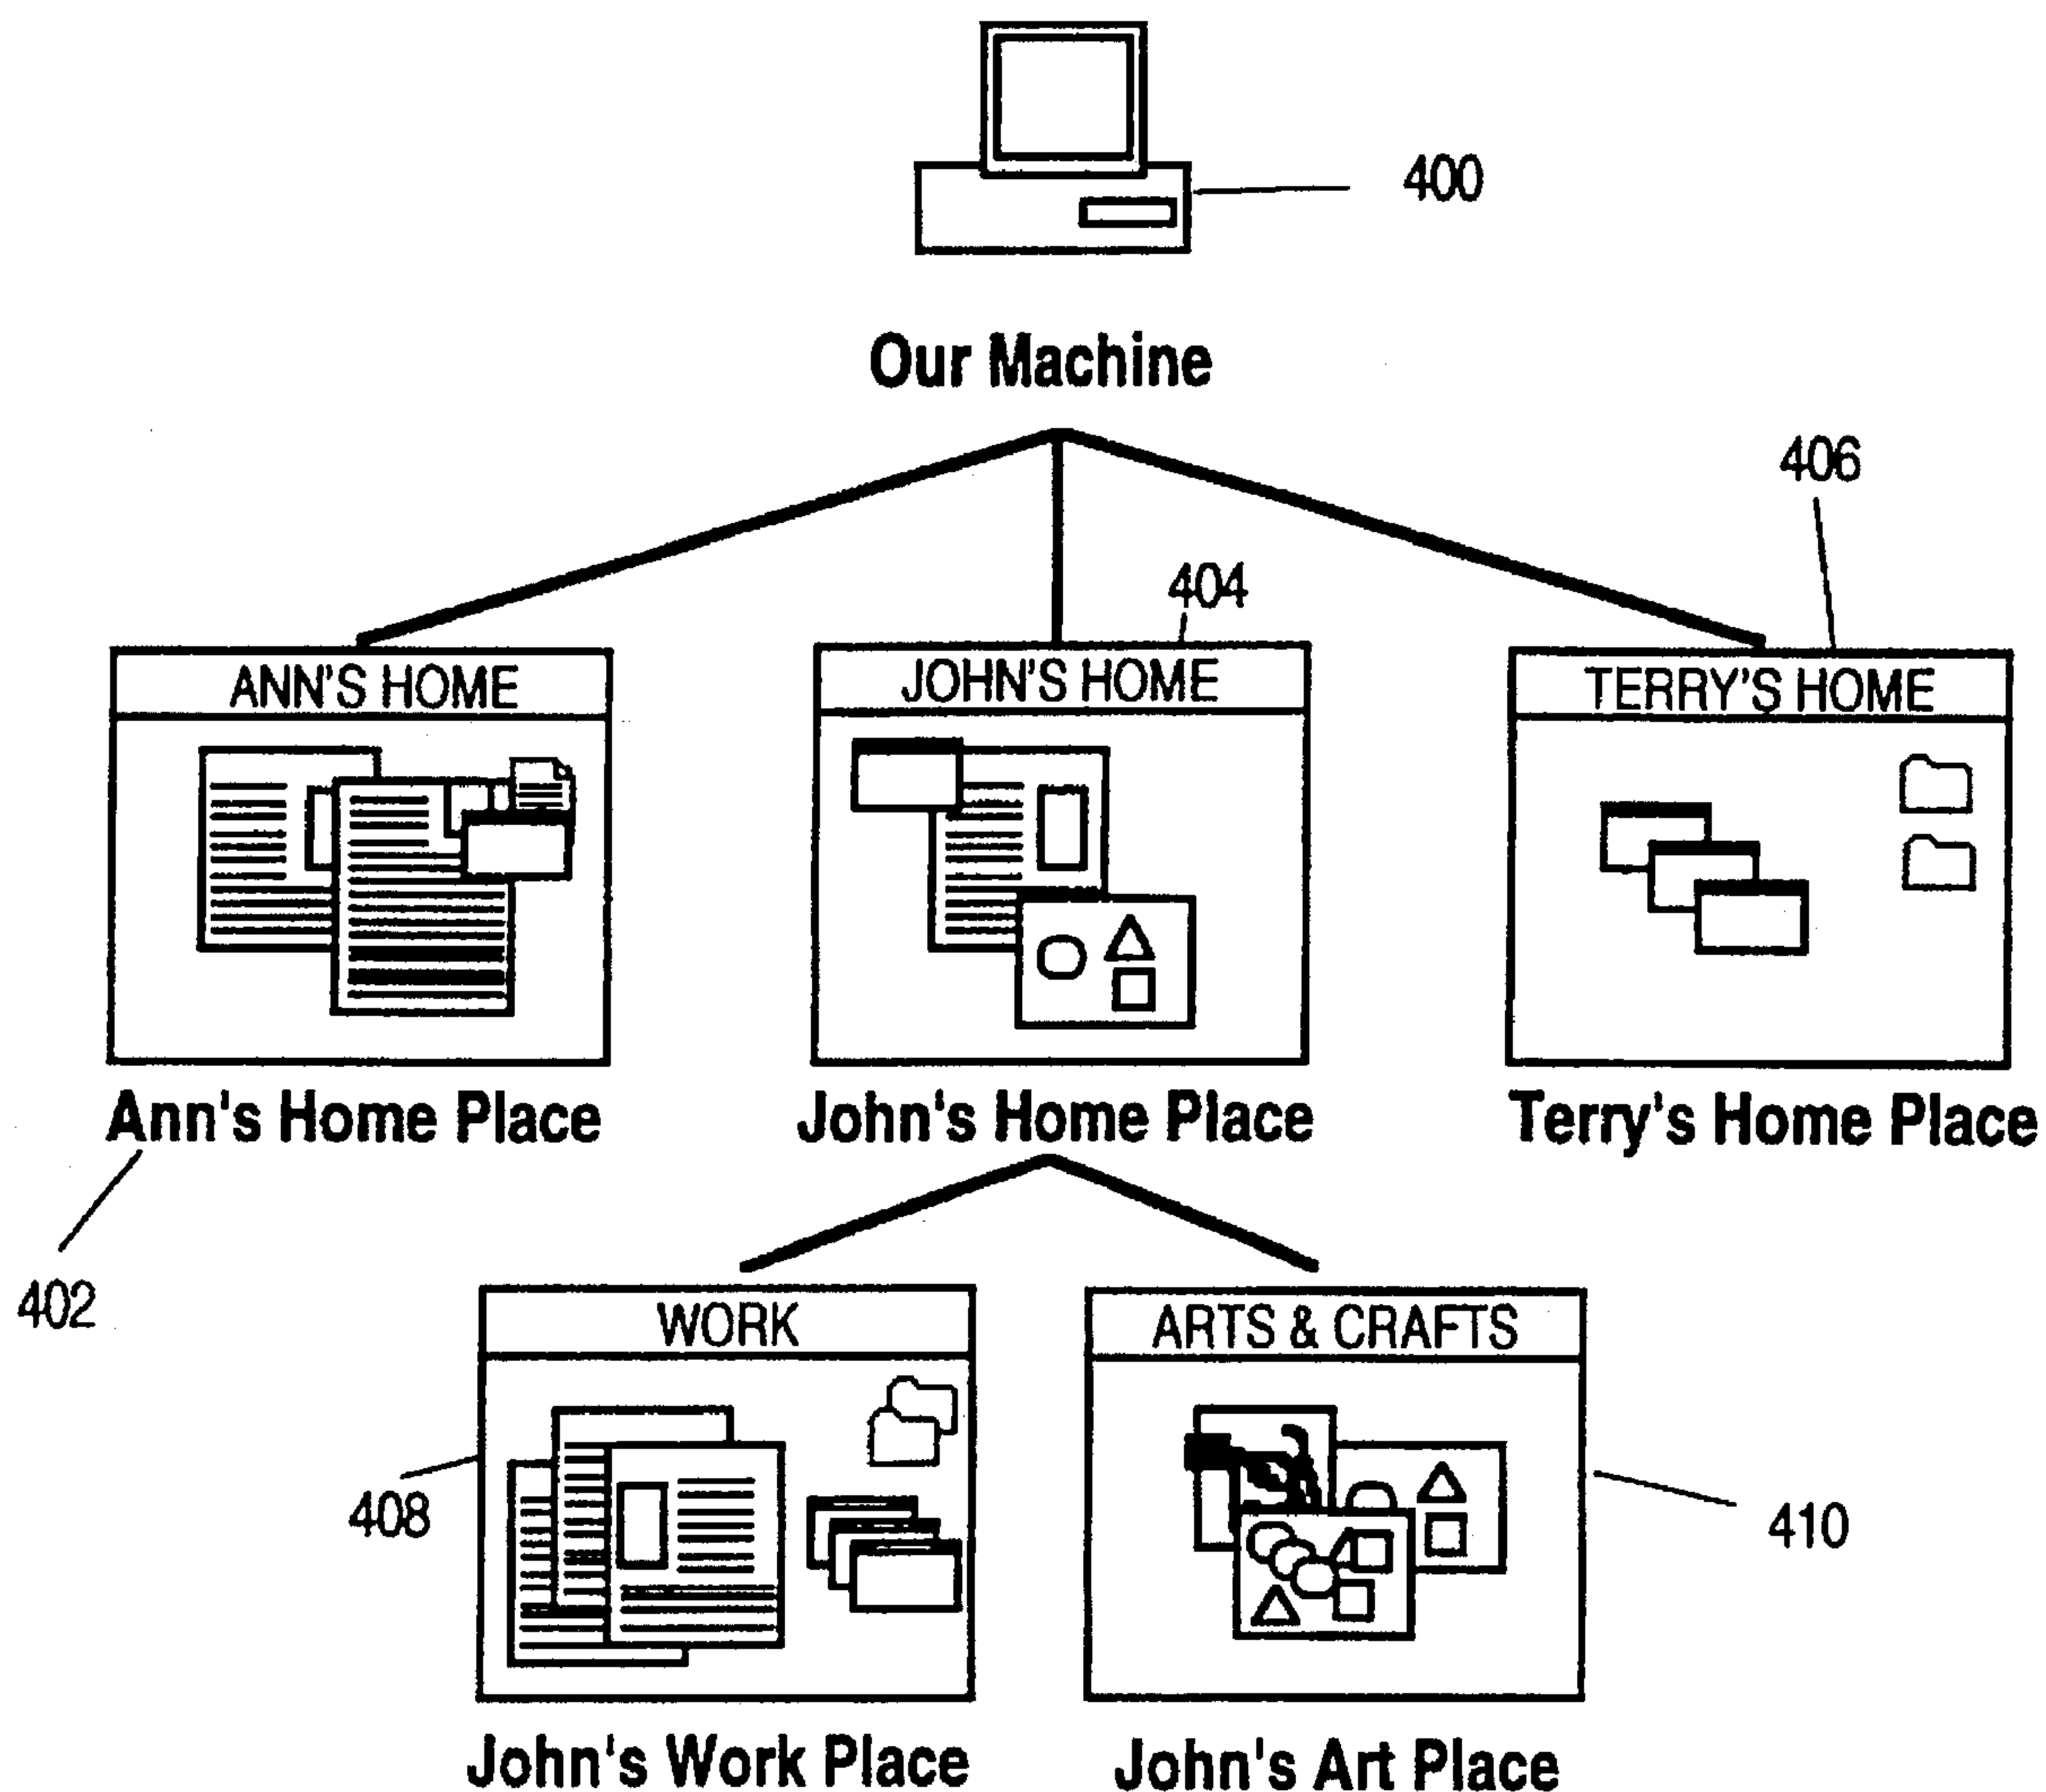 400
Our Machine
406
404
ANN'S HOME
JOHN'S HOME
TERRY'S HOME
Ann's Home Place
John's Home Place
Terry's Home Place
402
WORK
ARTS & CRAFTS
408
410
John's Work Place
John's Art Place